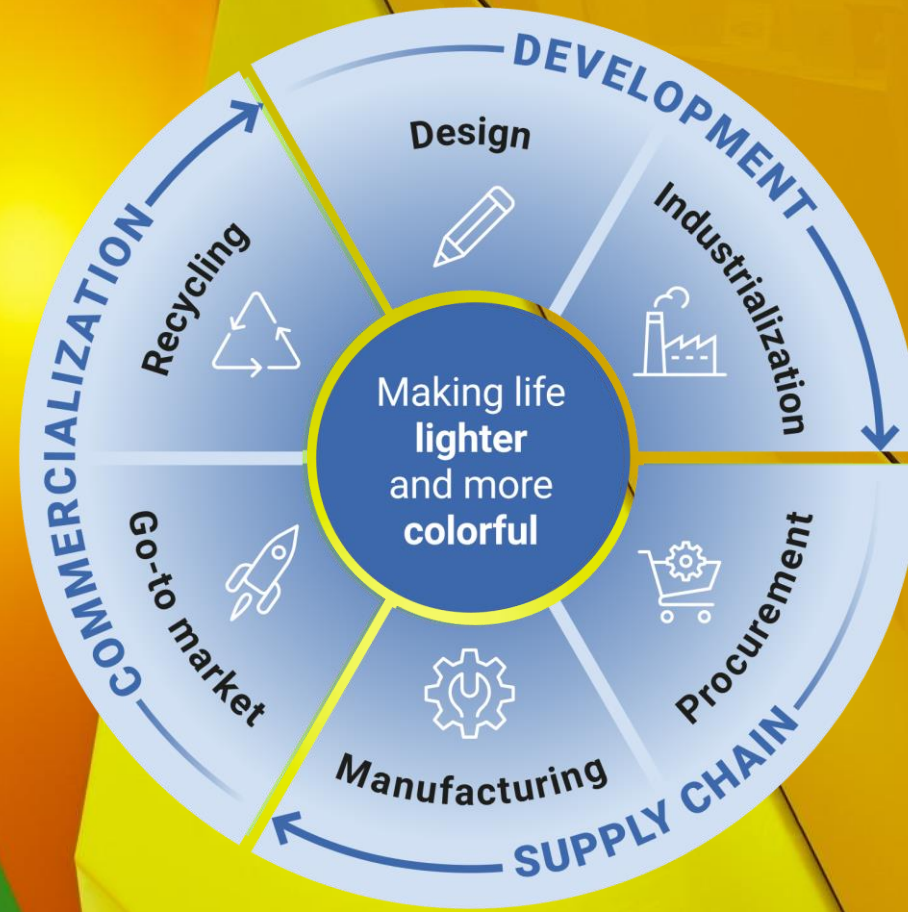 DEVELOPMENT
Design
Industrialization
SUPPLY CHAIN
Procurement
Manufacturing
COMMERCIALIZATION
Go-to market
Recycling
Making life
lighter
and more
colorful